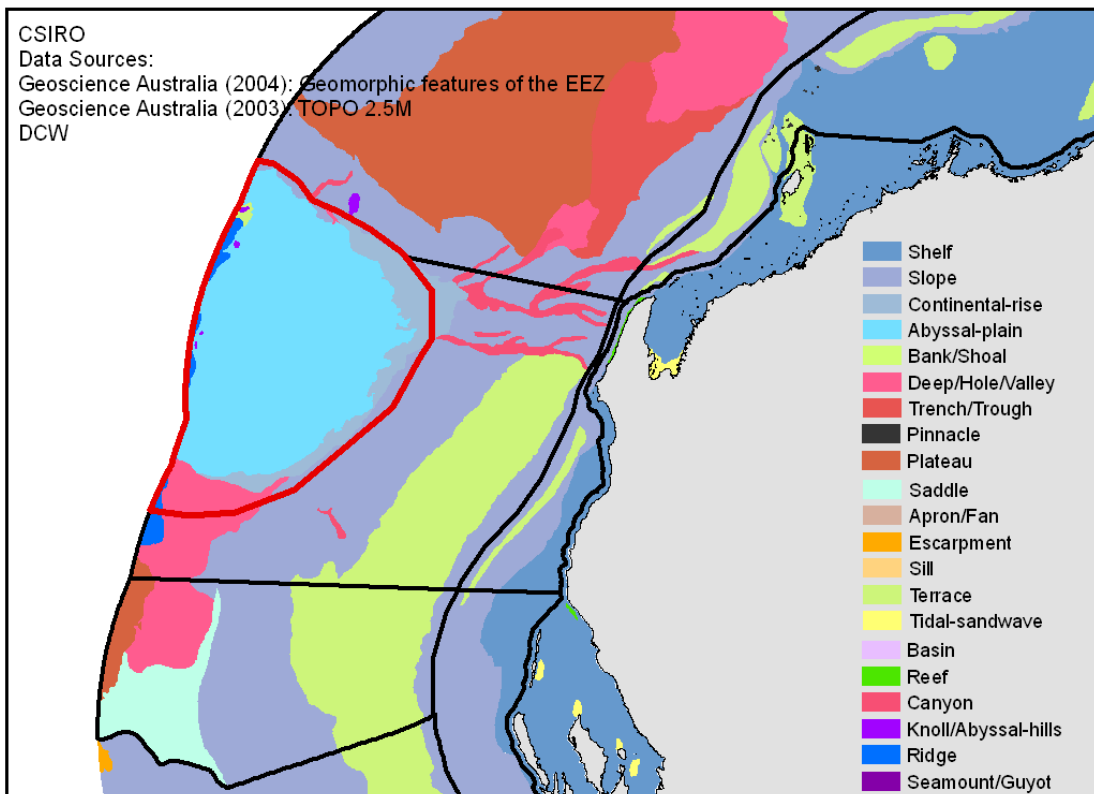 CSIRO
Data Sources:
Geoscience Australia (2004): Geomorphic features of the EEZ
Geoscience Australia (2003): TOPO 2.5M
DCW
Shelf
Slope
Continental-rise
Abyssal-plain
Bank/Shoal
Deep/Hole/Valley
Trench/Trough
Pinnacle
Plateau
Saddle
Apron/Fan
Escarpment
Sill
Terrace
Tidal-sandwave
Basin
Reef
Canyon
Knoll/Abyssal-hills
Ridge
Seamount/Guyot